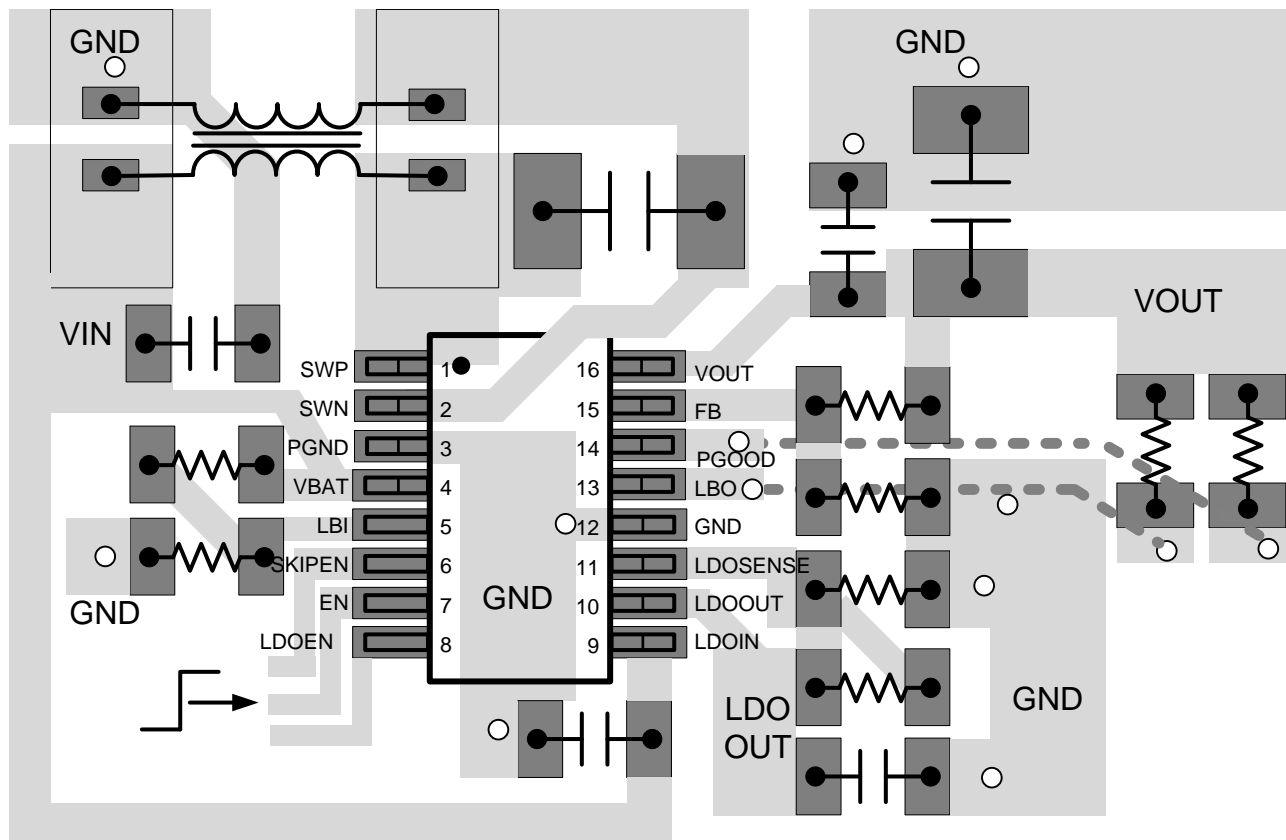 GND
GND
VIN
VOUT
SWP
1
16
VOUT
SWN
2
15
FB
PGND
3
14
PGOOD
VBAT
4
13
LBO
LBI
5
12
GND
SKIPEN
6
11
LDOSENSE
EN
7
10
LDOOUT
LDOEN
8
9
LDOIN
GND
GND
GND
LDO
OUT